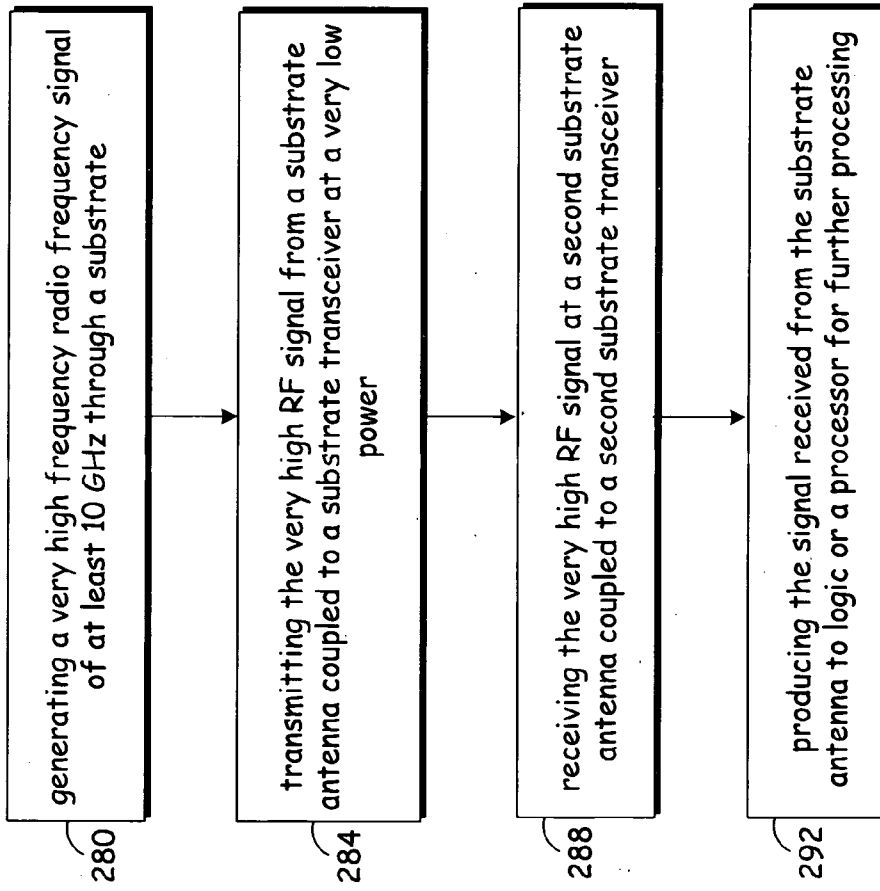 280
generating a very high frequency radio frequency signal
of at least 10 GHz through a substrate
284
transmitting the very high RF signal from a substrate
antenna coupled to a substrate transceiver at a very low
power
288
receiving the very high RF signal at a second substrate
antenna coupled to a second substrate transceiver
292
producing the signal received from the substrate
antenna to logic or a processor for further processing